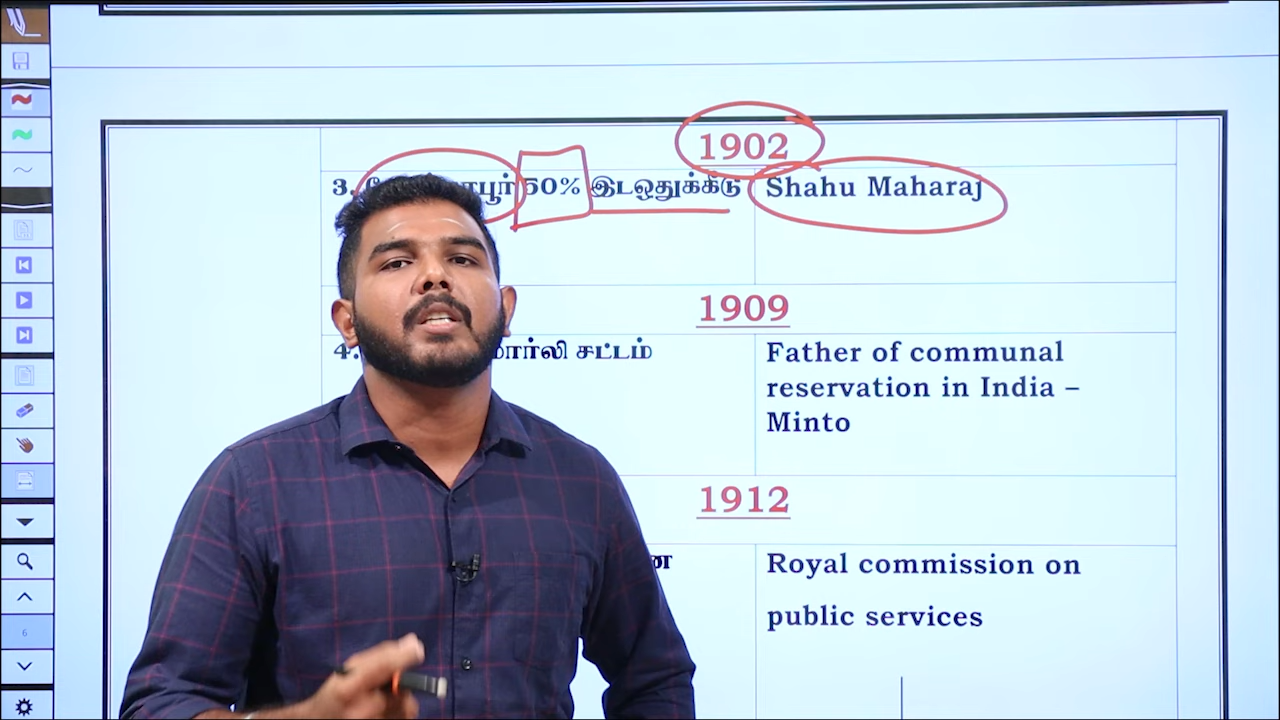 1902
3. 50% இடஒதுக்கீடு Shahu Maharaj
1909
4. சட்டம் Father of communal
reservation in India –
Minto
1912
Royal commission on
public services
6